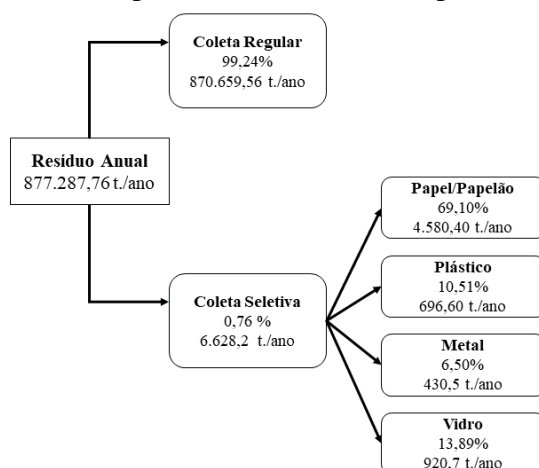 Coleta Regular
99,24%
870.659,56 t./ano
Resíduo Anual
877.287,76 t./ano
Papel/Papelão
69,10%
4.580,40 t./ano
Plástico
10,51%
696,60 t./ano
Coleta Seletiva
0,76 %
6.628,2 t./ano
Metal
6,50%
430,5 t./ano
Vidro
13,89%
920,7 t./ano